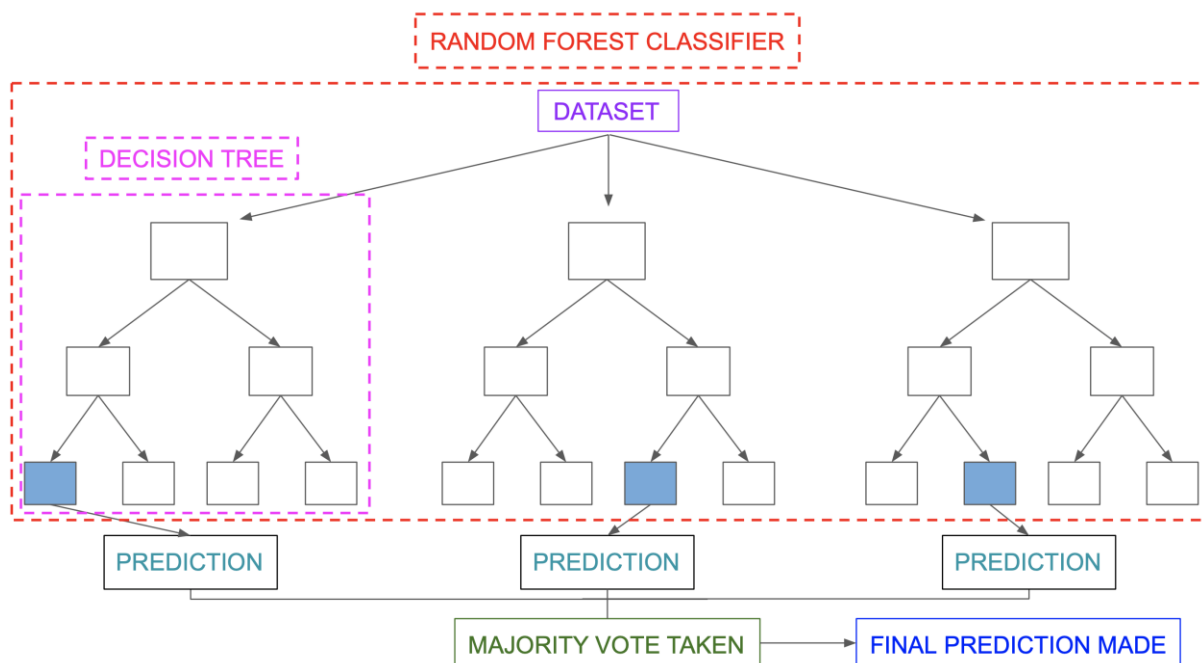 RANDOM FOREST CLASSIFIER
DATASET
DECISION TREE
PREDICTION
PREDICTION
PREDICTION
MAJORITY VOTE TAKEN
FINAL PREDICTION MADE